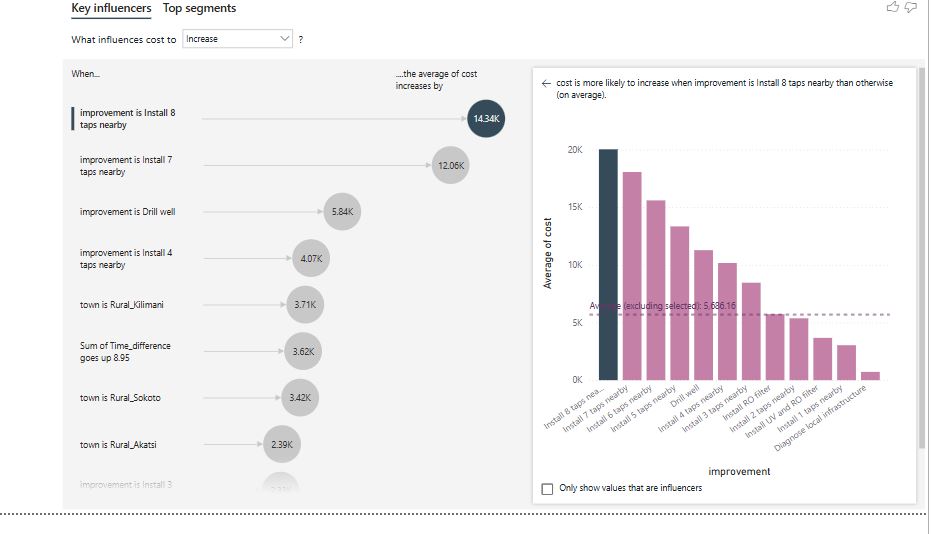 Key influencers Top segments
What influences cost to Increase ?
When...
....the average of cost
increases by
improvement is Install 8
taps nearby
14.34K
improvement is Install 7
taps nearby
12.06K
improvement is Drill well
5.84K
improvement is Install 4
taps nearby
4.07K
town is Rural_Kilimani
3.71K
Sum of Time_difference
goes up 8.95
3.62K
town is Rural_Sokoto
3.42K
town is Rural_Akatsi
2.39K
improvement is Install 3
cost is more likely to increase when improvement is Install 8 taps nearby than otherwise
(on average).
Average of cost
20K
15K
10K
5K
0K
Average (excluding selected): 5,686.16
Install 8 taps nea...
Install 7 taps nearby
Install 6 taps nearby
Install 5 taps nearby
Drill well
Install 4 taps nearby
Install 3 taps nearby
Install RO filter
Install 2 taps nearby
Install UV and RO filter
Install 1 taps nearby
Diagnose local infrastructure
improvement
Only show values that are influencers